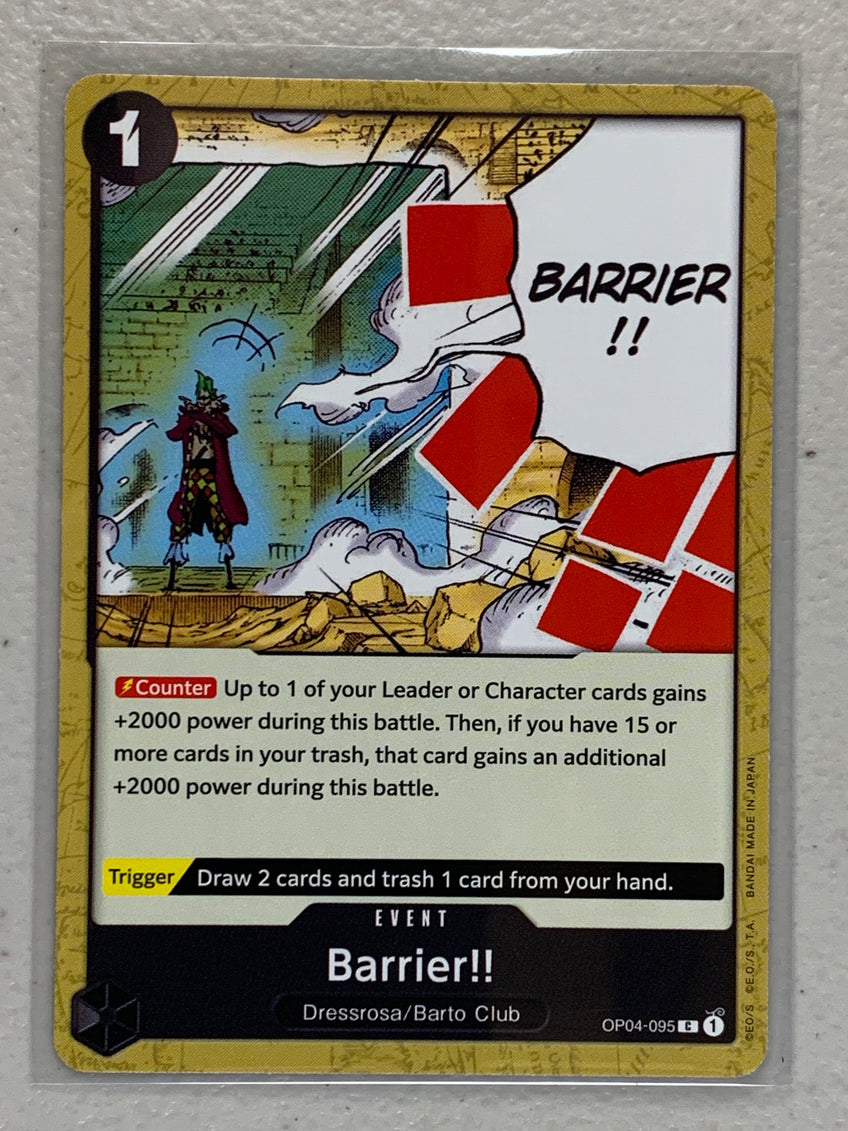 1
BARRIER
!!
Counter Up to 1 of your Leader or Character cards gains
+2000 power during this battle. Then, if you have 15 or
more cards in your trash, that card gains an additional
+2000 power during this battle.
Trigger Draw 2 cards and trash 1 card from your hand.
EVENT
Barrier!!
Dressrosa/Barto Club
OP04-095 C 1
©EO/S ©E.O./S., T.A. BANDAI MADE IN JAPAN